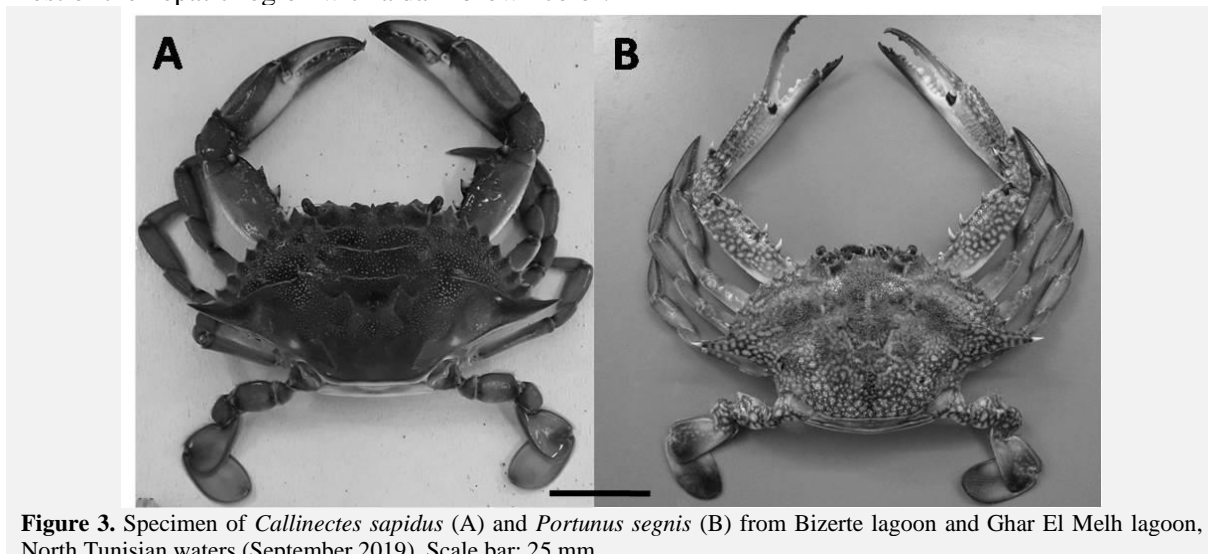 A B
Figure 3. Specimen of Callinectes sapidus (A) and Portunus segnis (B) from Bizerte lagoon and Ghar El Melh lagoon,
North Tunisian waters (September 2019). Scale bar: 25 mm